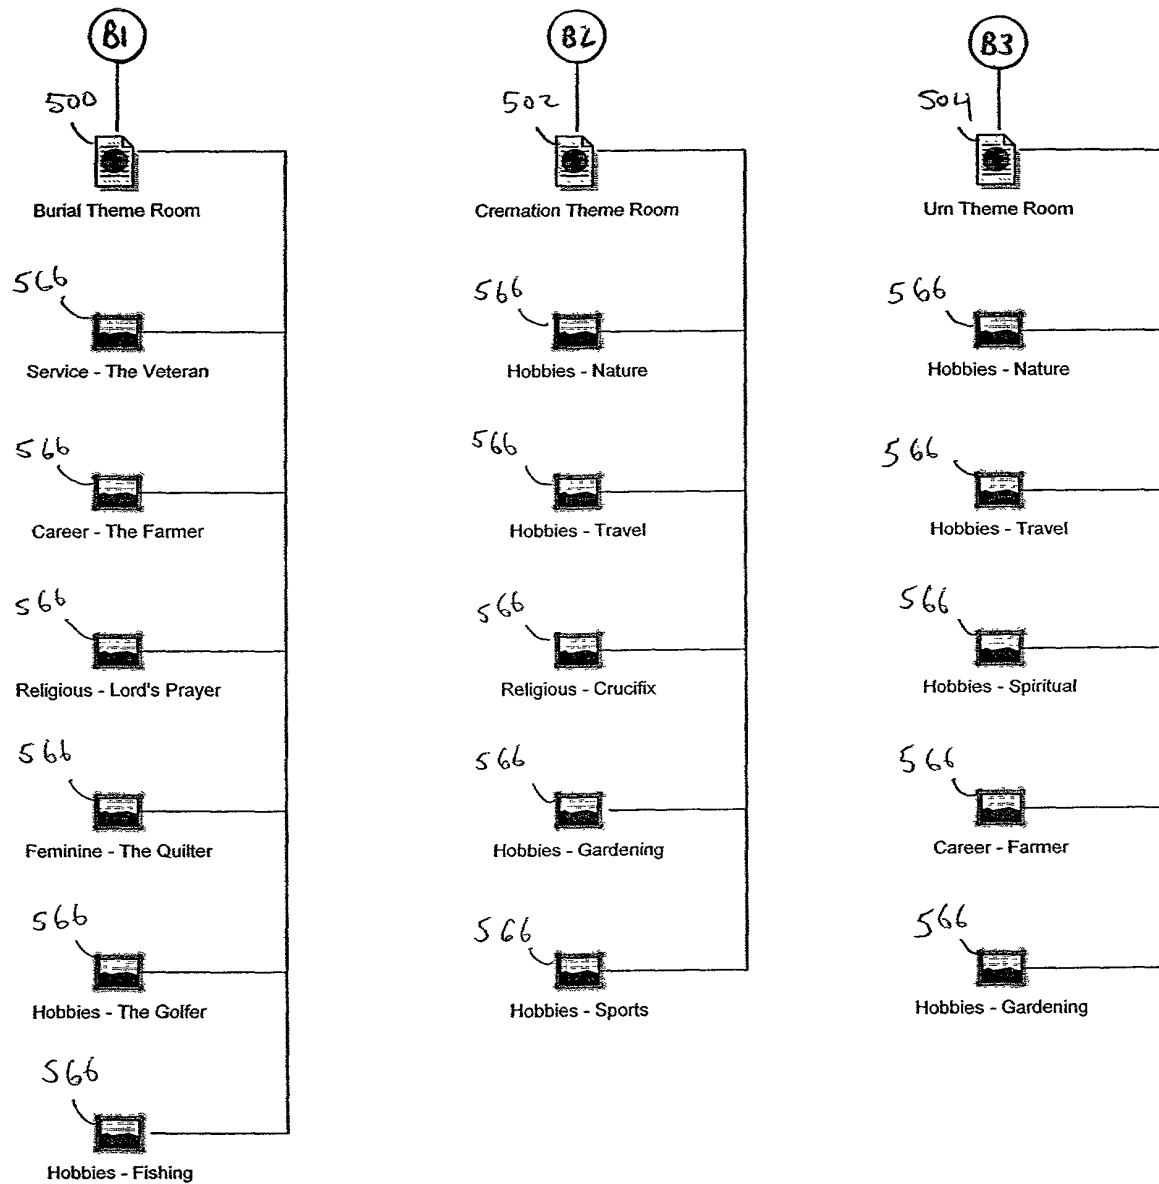 B1
500
Burial Theme Room
566
Service - The Veteran
566
Career - The Farmer
566
Religious - Lord's Prayer
566
Feminine - The Quilter
566
Hobbies - The Golfer
566
Hobbies - Fishing
B2
502
Cremation Theme Room
566
Hobbies - Nature
566
Hobbies - Travel
566
Religious - Crucifix
566
Hobbies - Gardening
566
Hobbies - Sports
B3
504
Urn Theme Room
566
Hobbies - Nature
566
Hobbies - Travel
566
Hobbies - Spiritual
566
Career - Farmer
566
Hobbies - Gardening